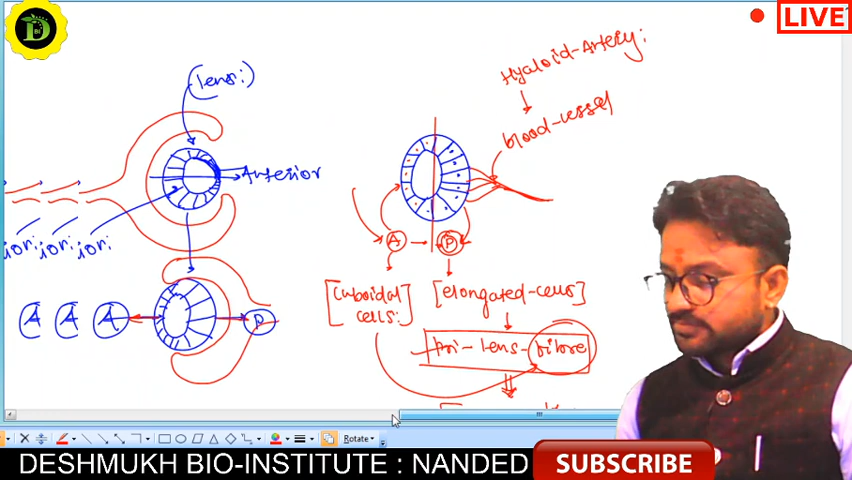 LIVE
D
(lens:)
Anterior
ion:
ion:
ion:
A
A
A
P
Hyaloid-Artery:
blood-vessel
A
P
[Cuboidal
cells:]
[elongated-cells]
Pri-lens-fibre
Rotate
DESHMUKH BIO-INSTITUTE : NANDED
SUBSCRIBE